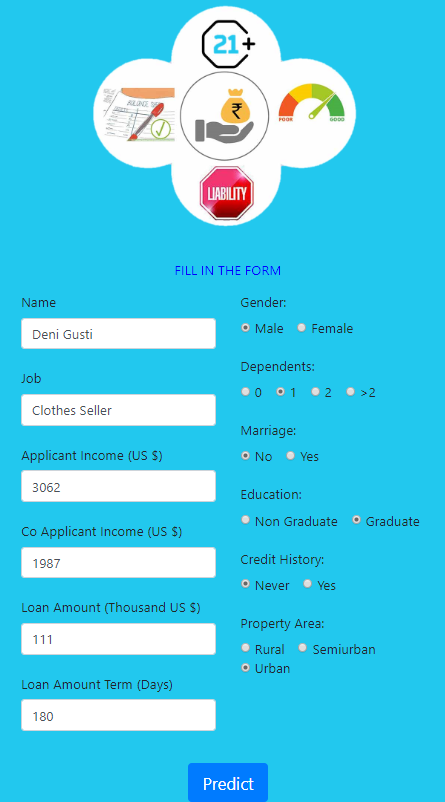 21+
BALANCE
₹
POOR
GOOD
LIABILITY
FILL IN THE FORM
Name
Deni Gusti
Job
Clothes Seller
Applicant Income (US $)
3062
Co Applicant Income (US $)
1987
Loan Amount (Thousand US $)
111
Loan Amount Term (Days)
180
Gender:
Male Female
Dependents:
0 1 2 >2
Marriage:
No Yes
Education:
Non Graduate Graduate
Credit History:
Never Yes
Property Area:
Rural Semiurban
Urban
Predict